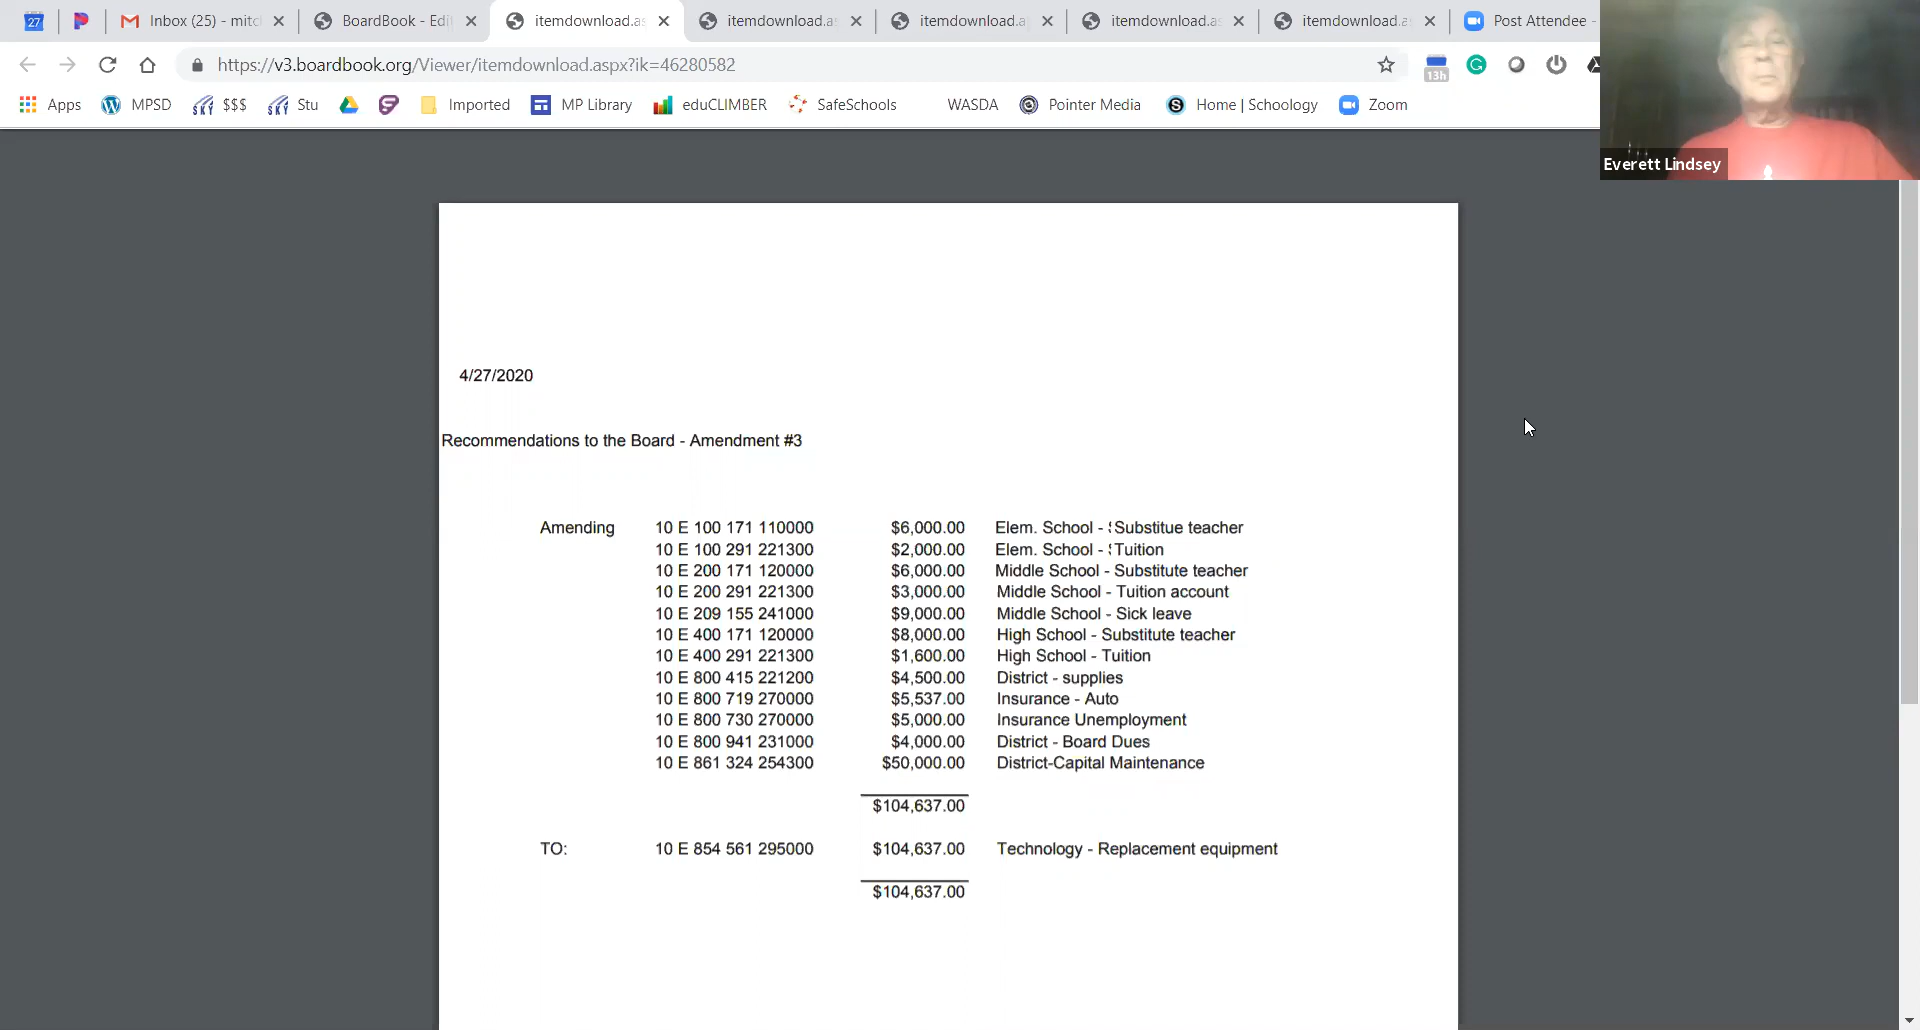 27
Inbox (25) - mitc
BoardBook - Edi
itemdownload.as
itemdownload.a
itemdownload.a
itemdownload.as
itemdownload.a
Post Attendee -
https://v3.boardbook.org/Viewer/itemdownload.aspx?ik=46280582
13h
Apps MPSD $$$ Stu Imported MP Library eduCLIMBER SafeSchools WASDA Pointer Media Home | Schoology Zoom
Everett Lindsey
4/27/2020
Recommendations to the Board - Amendment #3
Amending 10 E 100 171 110000 $6,000.00 Elem. School - Substitue teacher
10 E 100 291 221300 $2,000.00 Elem. School - Tuition
10 E 200 171 120000 $6,000.00 Middle School - Substitute teacher
10 E 200 291 221300 $3,000.00 Middle School - Tuition account
10 E 209 155 241000 $9,000.00 Middle School - Sick leave
10 E 400 171 120000 $8,000.00 High School - Substitute teacher
10 E 400 291 221300 $1,600.00 High School - Tuition
10 E 800 415 221200 $4,500.00 District - supplies
10 E 800 719 270000 $5,537.00 Insurance - Auto
10 E 800 730 270000 $5,000.00 Insurance Unemployment
10 E 800 941 231000 $4,000.00 District - Board Dues
10 E 861 324 254300 $50,000.00 District-Capital Maintenance
$104,637.00
TO: 10 E 854 561 295000 $104,637.00 Technology - Replacement equipment
$104,637.00